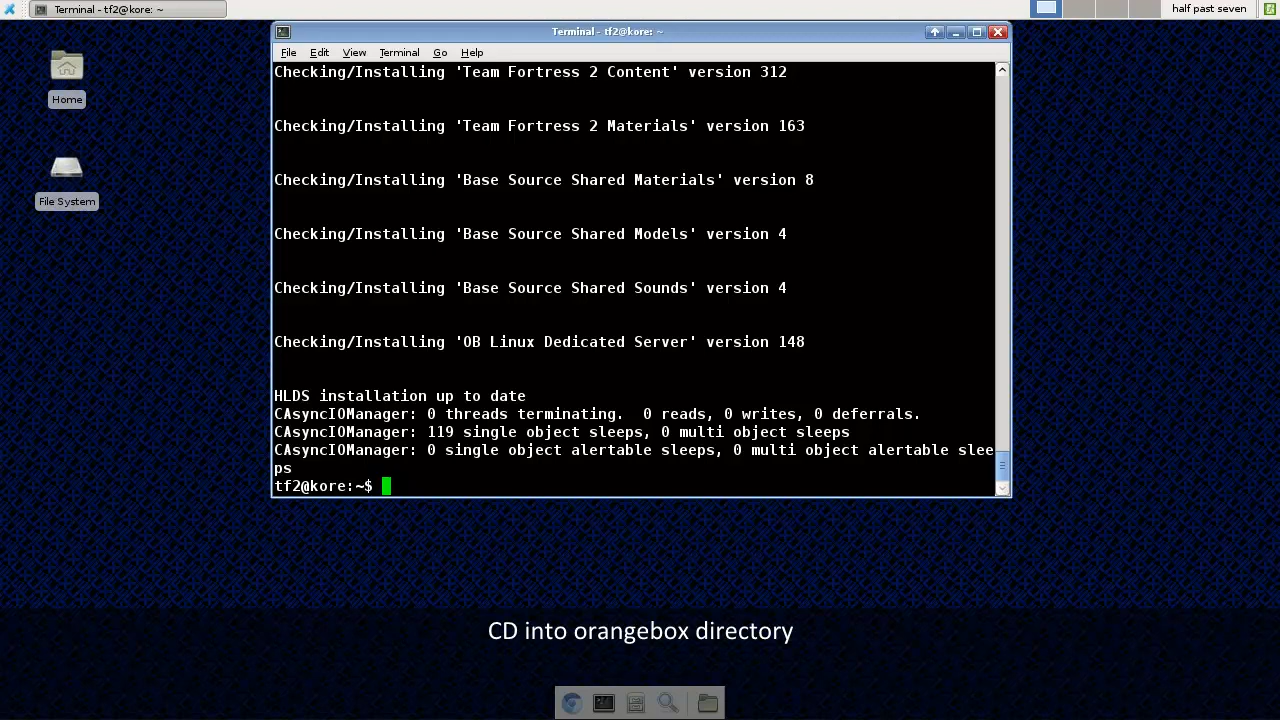 Terminal - tf2@kore: ~
half past seven
Terminal - tf2@kore: ~
File Edit View Terminal Go Help
Checking/Installing 'Team Fortress 2 Content' version 312
Checking/Installing 'Team Fortress 2 Materials' version 163
Checking/Installing 'Base Source Shared Materials' version 8
Checking/Installing 'Base Source Shared Models' version 4
Checking/Installing 'Base Source Shared Sounds' version 4
Checking/Installing 'OB Linux Dedicated Server' version 148
HLDS installation up to date
CAsyncIOManager: 0 threads terminating.  0 reads, 0 writes, 0 deferrals.
CAsyncIOManager: 119 single object sleeps, 0 multi object sleeps
CAsyncIOManager: 0 single object alertable sleeps, 0 multi object alertable slee
ps
tf2@kore:~$
Home
File System
CD into orangebox directory